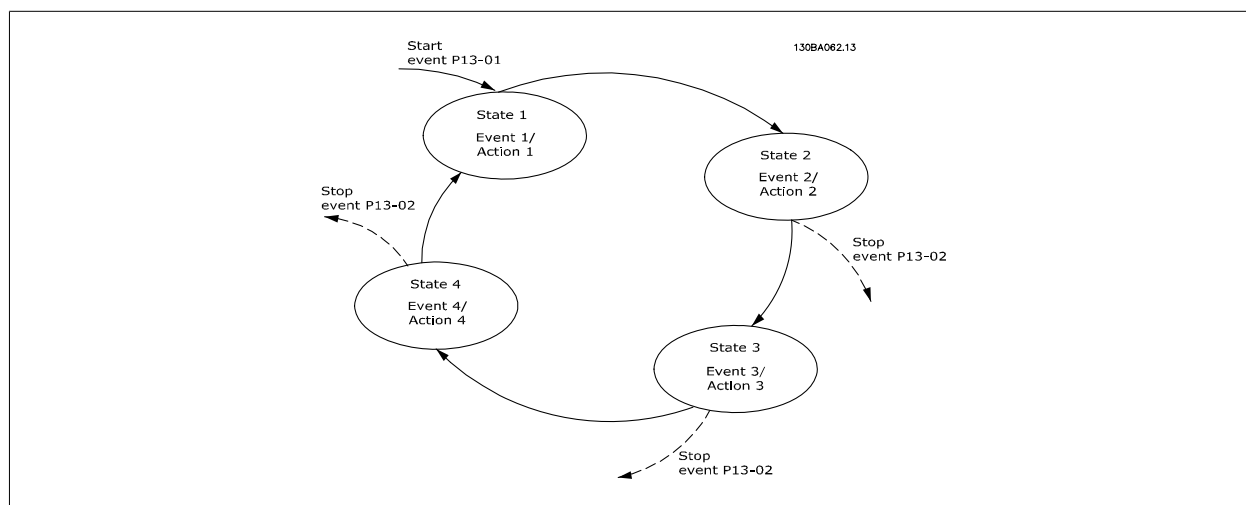 Start
event P13-01
130BA062.13
State 1
Event 1/
Action 1
State 2
Event 2/
Action 2
Stop
event P13-02
Stop
event P13-02
State 4
Event 4/
Action 4
State 3
Event 3/
Action 3
Stop
event P13-02